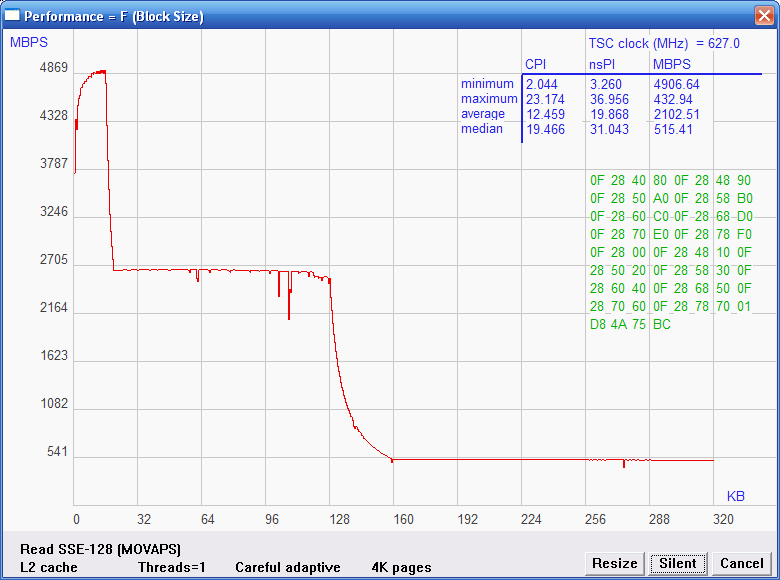 Performance = F (Block Size)
MBPS
TSC clock (MHz) = 627.0
CPI nsPI MBPS
minimum 2.044 3.260 4906.64
maximum 23.174 36.956 432.94
average 12.459 19.868 2102.51
median 19.466 31.043 515.41
4869
4328
3787
3246
2705
2164
1623
1082
541
0F 28 40 80 0F 28 48 90
0F 28 50 A0 0F 28 58 B0
0F 28 60 C0 0F 28 68 D0
0F 28 70 E0 0F 28 78 F0
0F 28 00 0F 28 48 10 0F
28 50 20 0F 28 58 30 0F
28 60 40 0F 28 68 50 0F
28 70 60 0F 28 78 70 01
D8 4A 75 BC
KB
0 32 64 96 128 160 192 224 256 288 320
Read SSE-128 (MOVAPS)
L2 cache Threads=1 Careful adaptive 4K pages
Resize Silent Cancel